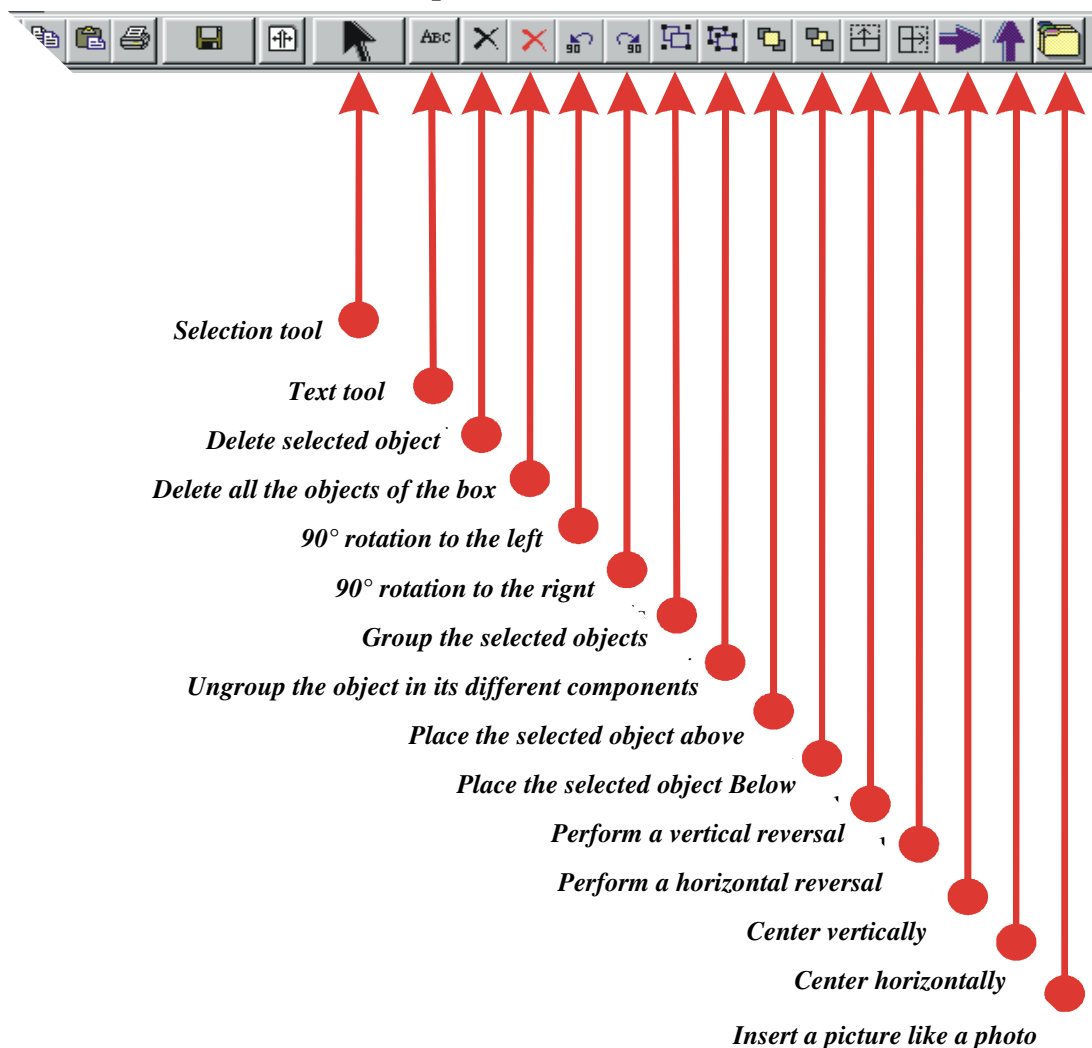 ABC
90
90
Selection tool
Text tool
Delete selected object
Delete all the objects of the box
90° rotation to the left
90° rotation to the rignt
Group the selected objects
Ungroup the object in its different components
Place the selected object above
Place the selected object Below
Perform a vertical reversal
Perform a horizontal reversal
Center vertically
Center horizontally
Insert a picture like a photo